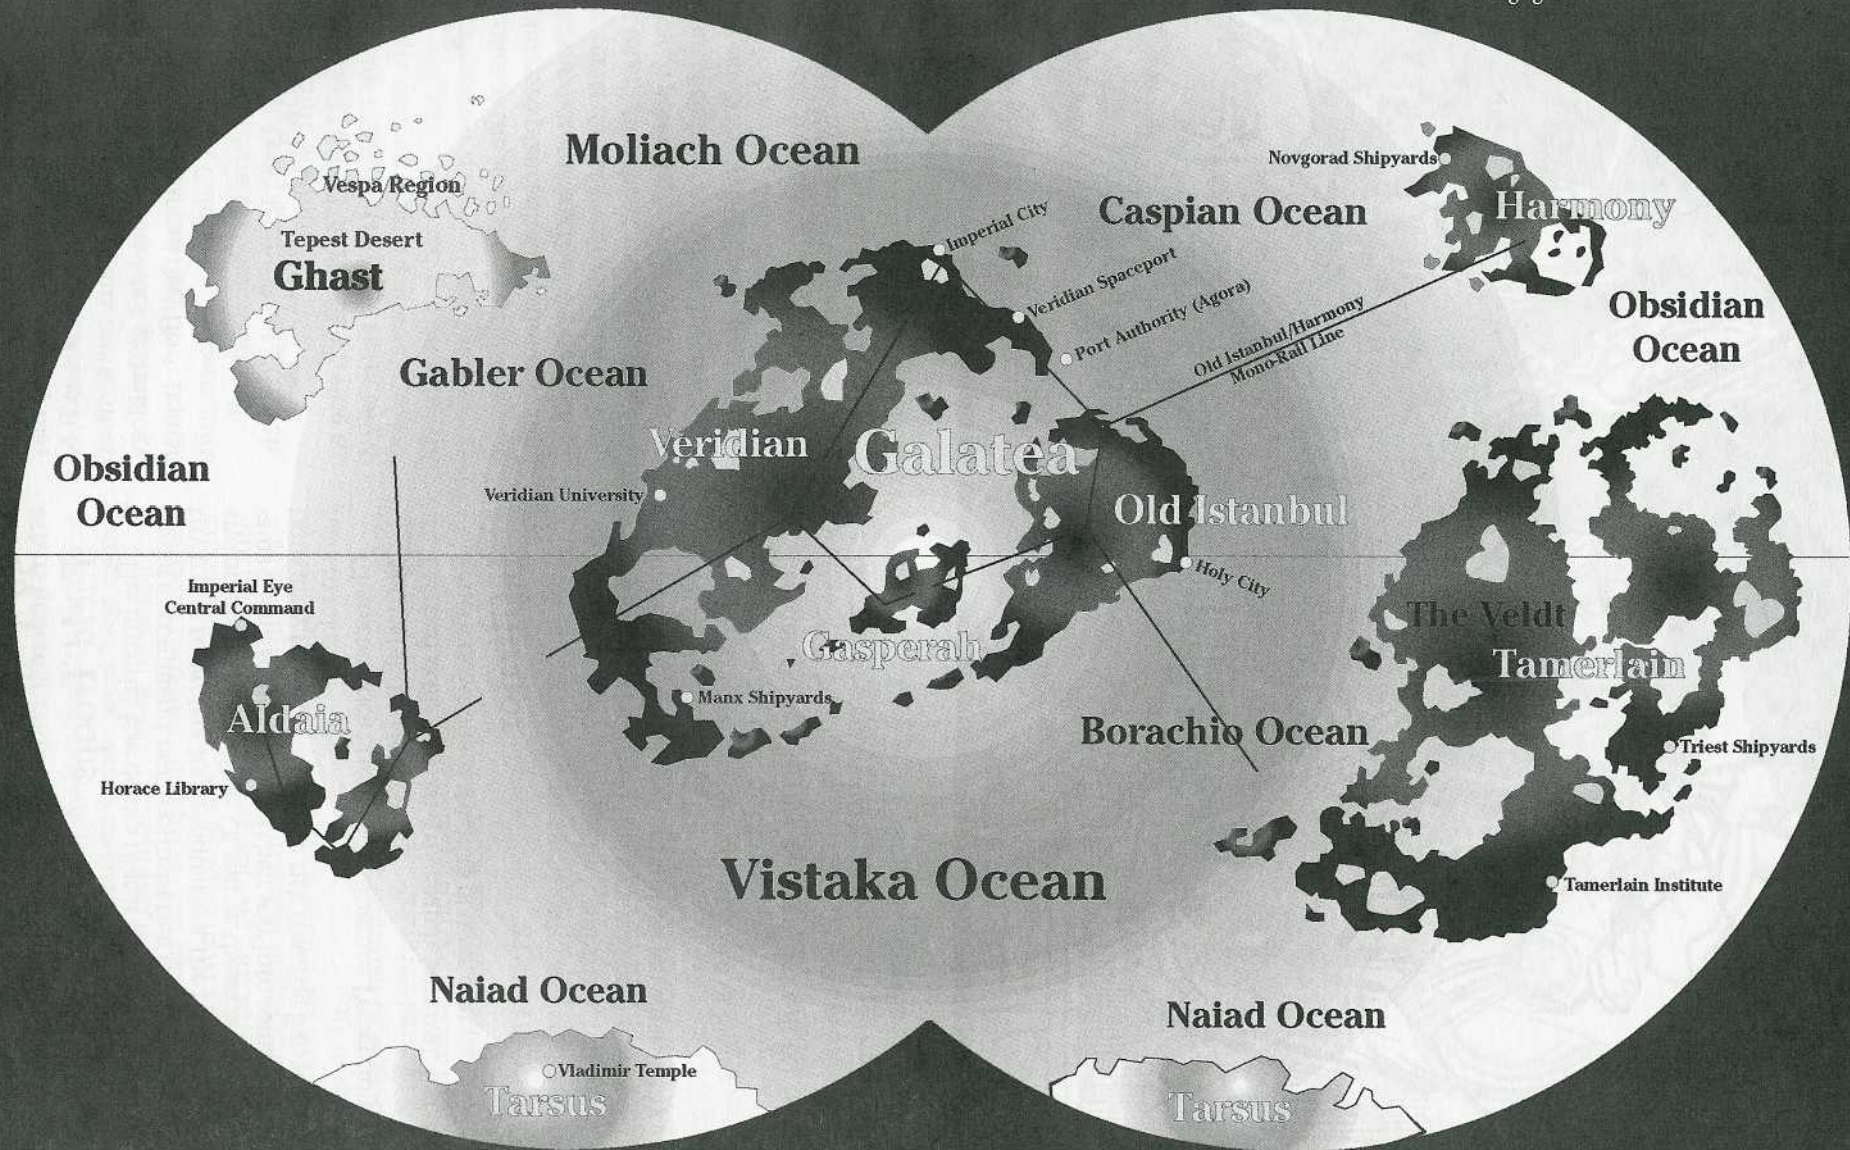 Moliach Ocean
Vespa Region
Tepest Desert
Ghast
Novgorad Shipyards
Harmony
Caspian Ocean
Imperial City
Veridian Spaceport
Port Authority (Agora)
Old Istanbul/Harmony
Mono-Rail Line
Obsidian
Ocean
Gabler Ocean
Obsidian
Ocean
Veridian
Galatea
Veridian University
Old Istanbul
Holy City
Imperial Eye
Central Command
Gasperah
The Veldt
Tamerlain
Aldaia
Manx Shipyards
Borachio Ocean
Triest Shipyards
Horace Library
Vistaka Ocean
Tamerlain Institute
Naiad Ocean
Naiad Ocean
Vladimir Temple
Tarsus
Tarsus